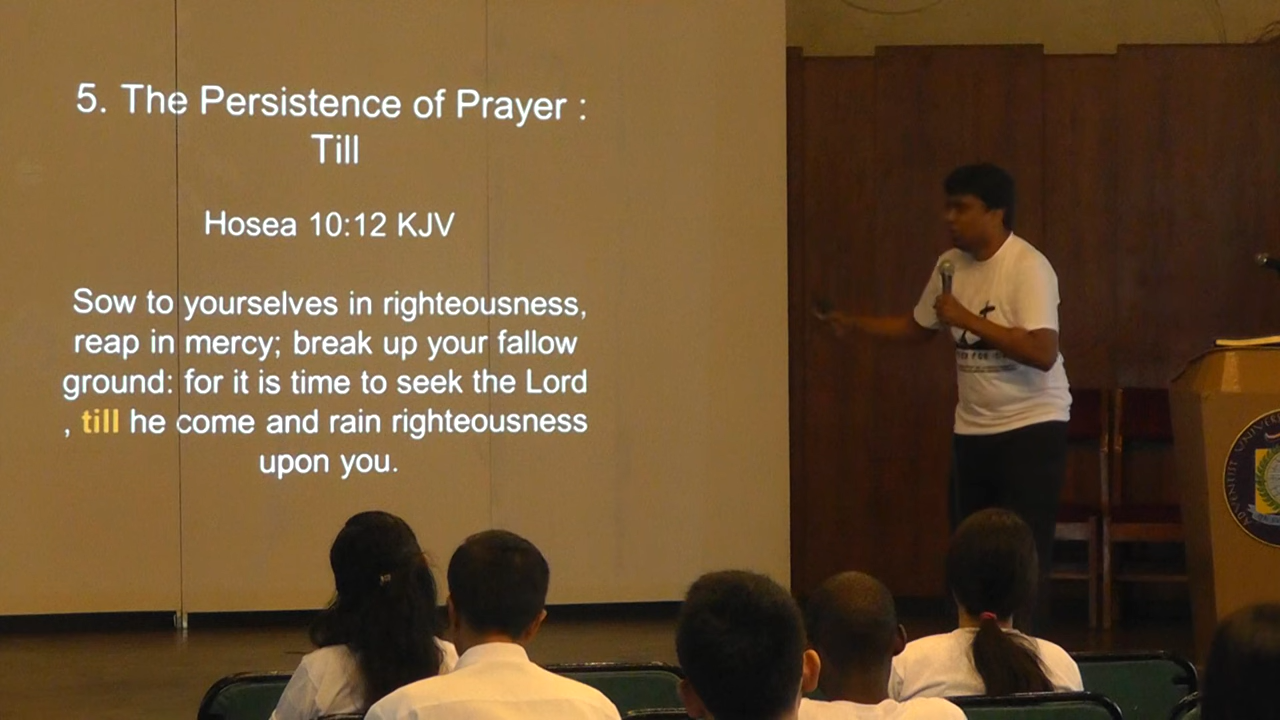 5. The Persistence of Prayer :
Till
Hosea 10:12 KJV
Sow to yourselves in righteousness,
reap in mercy; break up your fallow
ground: for it is time to seek the Lord
, till he come and rain righteousness
upon you.
ADVENTIST UNIVERS